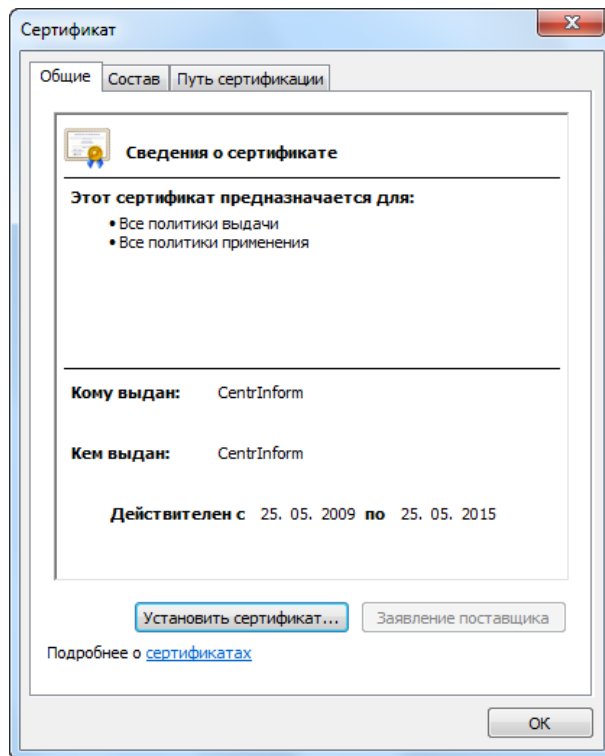 Сертификат
Общие Состав Путь сертификации
Сведения о сертификате
Этот сертификат предназначается для:
• Все политики выдачи
• Все политики применения
Кому выдан: CentrInform
Кем выдан: CentrInform
Действителен с 25. 05. 2009 по 25. 05. 2015
Установить сертификат... Заявление поставщика
Подробнее о сертификатах
ОК